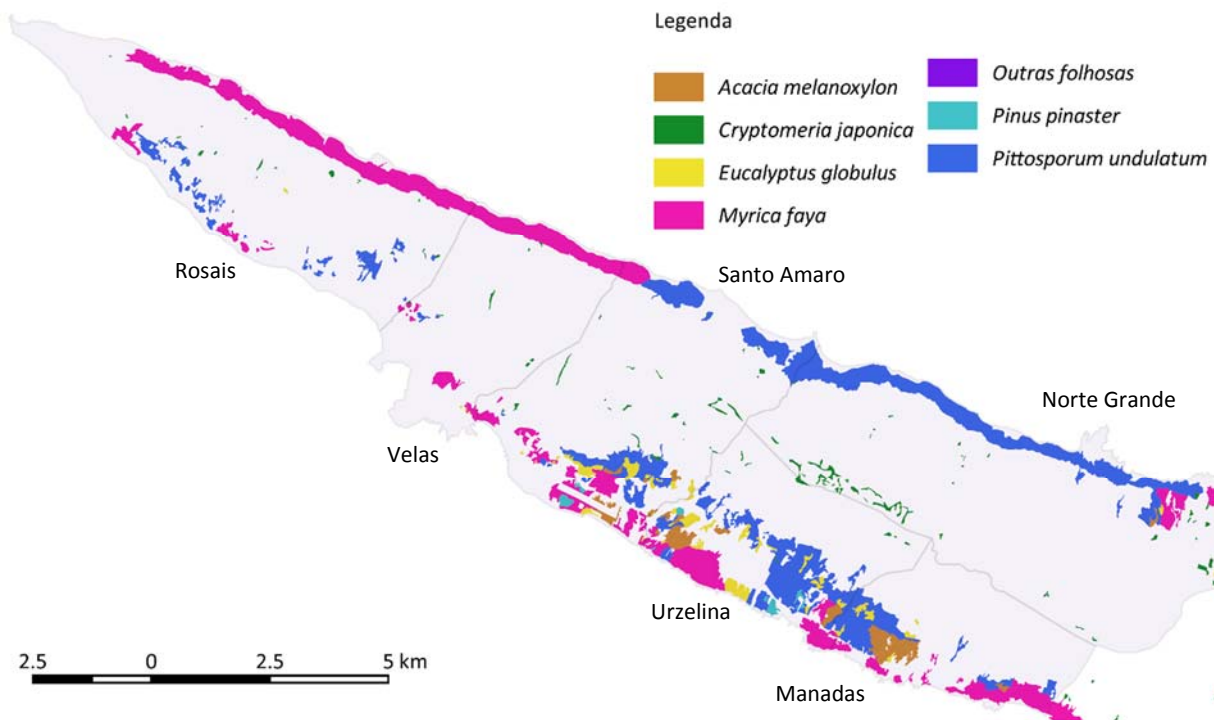 Legenda
Acacia melanoxylon
Cryptomeria japonica
Eucalyptus globulus
Myrica faya
Outras folhosas
Pinus pinaster
Pittosporum undulatum
Rosais
Santo Amaro
Norte Grande
Velas
Urzelina
Manadas
2.5 0 2.5 5 km